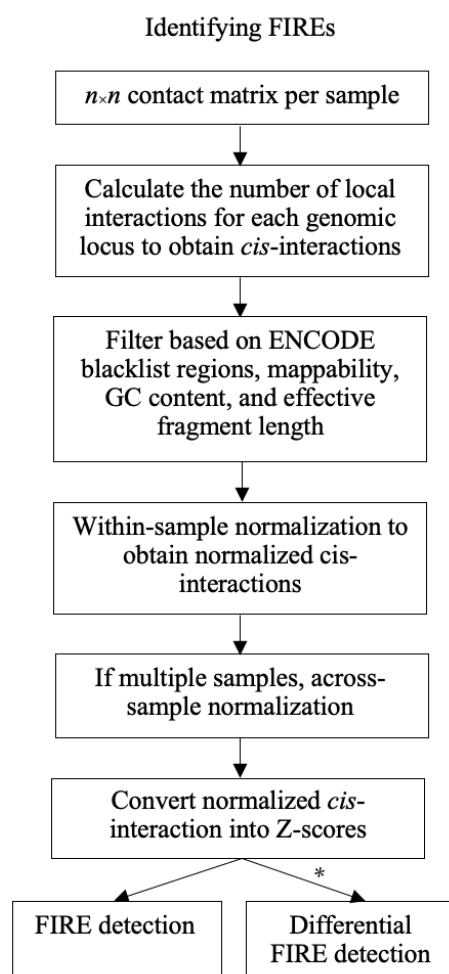 Identifying FIREs
n×n contact matrix per sample
Calculate the number of local
interactions for each genomic
locus to obtain cis-interactions
Filter based on ENCODE
blacklist regions, mappability,
GC content, and effective
fragment length
Within-sample normalization to
obtain normalized cis-
interactions
If multiple samples, across-
sample normalization
Convert normalized cis-
interaction into Z-scores
*
FIRE detection
Differential
FIRE detection